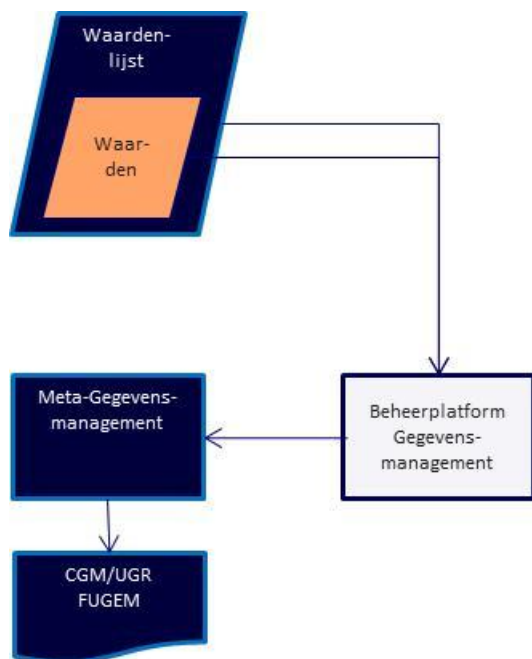 Waarden-
lijst
Waar-
den
Meta-Gegevens-
management
Beheerplatform
Gegevens-
management
CGM/UGR
FUGEM